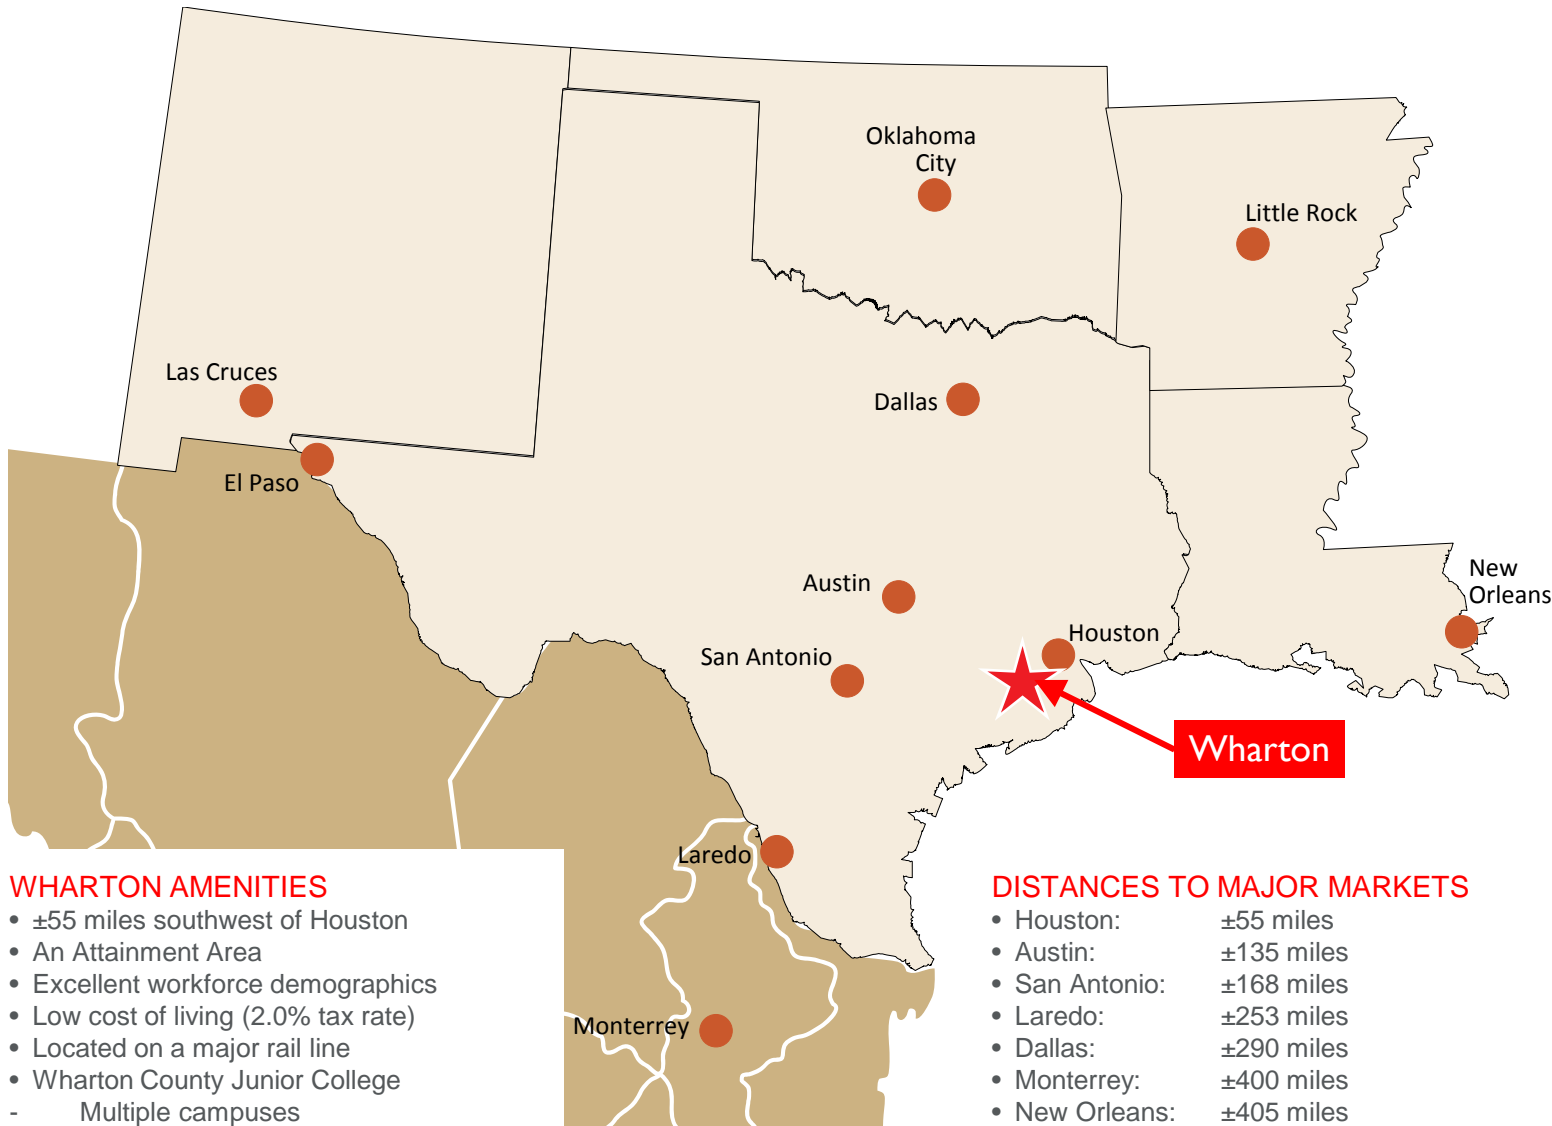 Oklahoma
City
Little Rock
Las Cruces
Dallas
El Paso
New
Orleans
Austin
Houston
San Antonio
Wharton
Laredo
Monterrey
WHARTON AMENITIES
• ±55 miles southwest of Houston
• An Attainment Area
• Excellent workforce demographics
• Low cost of living (2.0% tax rate)
• Located on a major rail line
• Wharton County Junior College
- Multiple campuses
DISTANCES TO MAJOR MARKETS
• Houston: ±55 miles
• Austin: ±135 miles
• San Antonio: ±168 miles
• Laredo: ±253 miles
• Dallas: ±290 miles
• Monterrey: ±400 miles
• New Orleans: ±405 miles